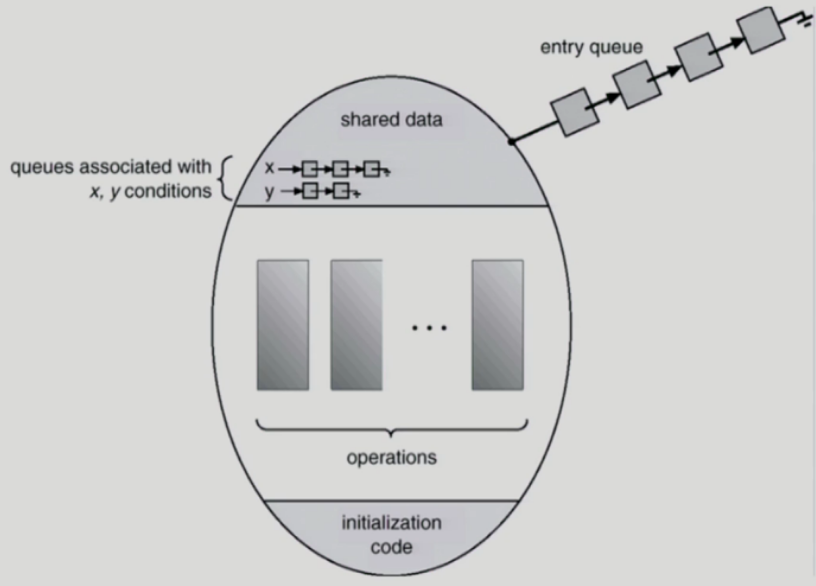 entry queue
shared data
queues associated with
x, y conditions
x
y
...
operations
initialization
code